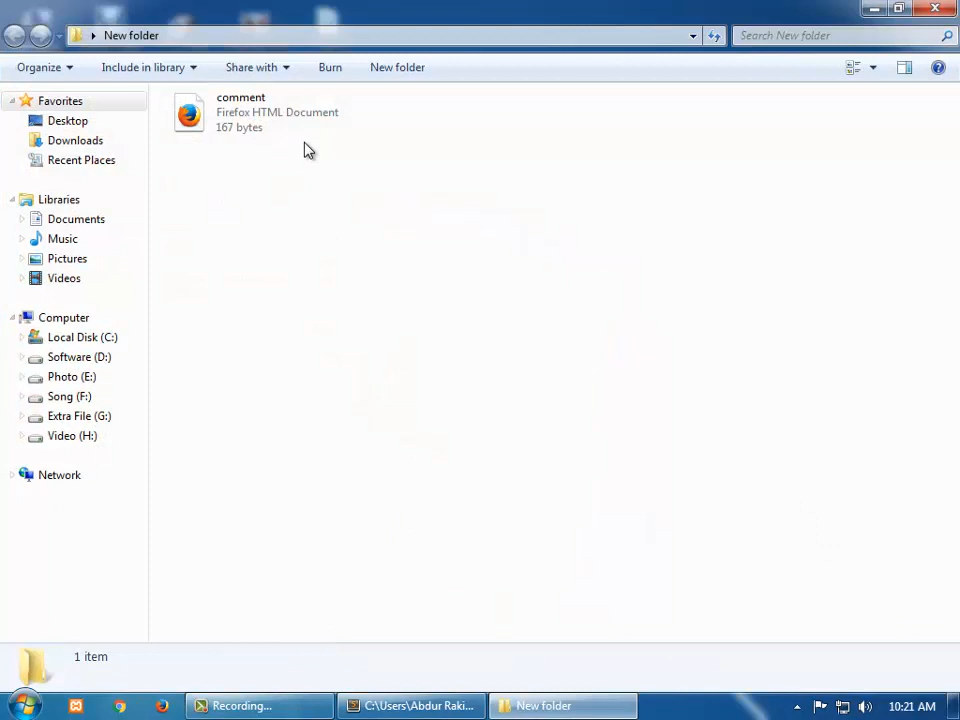 New folder
Search New folder
Organize
Include in library
Share with
Burn
New folder
Favorites
Desktop
Downloads
Recent Places
Libraries
Documents
Music
Pictures
Videos
Computer
Local Disk (C:)
Software (D:)
Photo (E:)
Song (F:)
Extra File (G:)
Video (H:)
Network
comment
Firefox HTML Document
167 bytes
1 item
Recording...
C:\Users\Abdur Raki...
New folder
10:21 AM